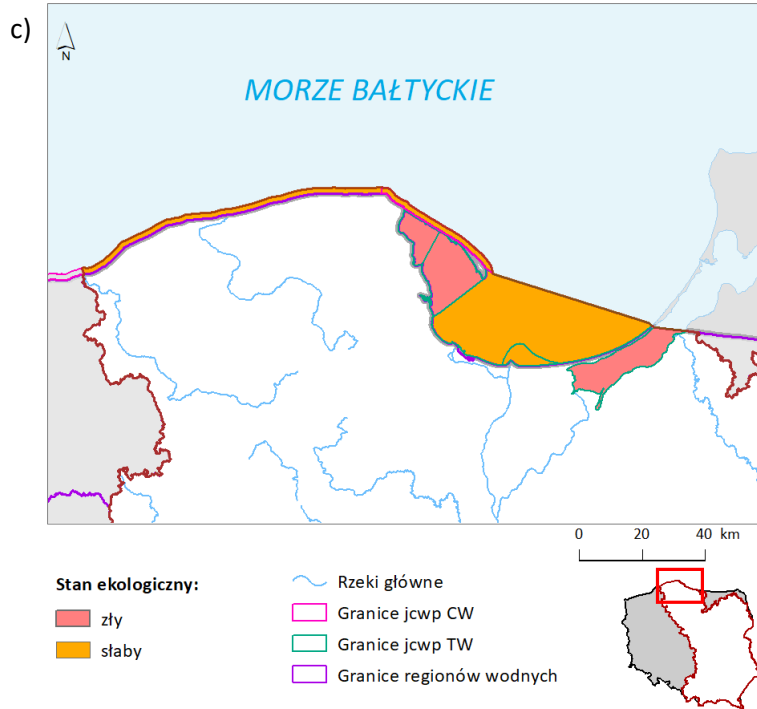 c)
N
MORZE BAŁTYCKIE
0 20 40 km
Stan ekologiczny:
zły
słaby
Rzeki główne
Granice jcwp CW
Granice jcwp TW
Granice regionów wodnych